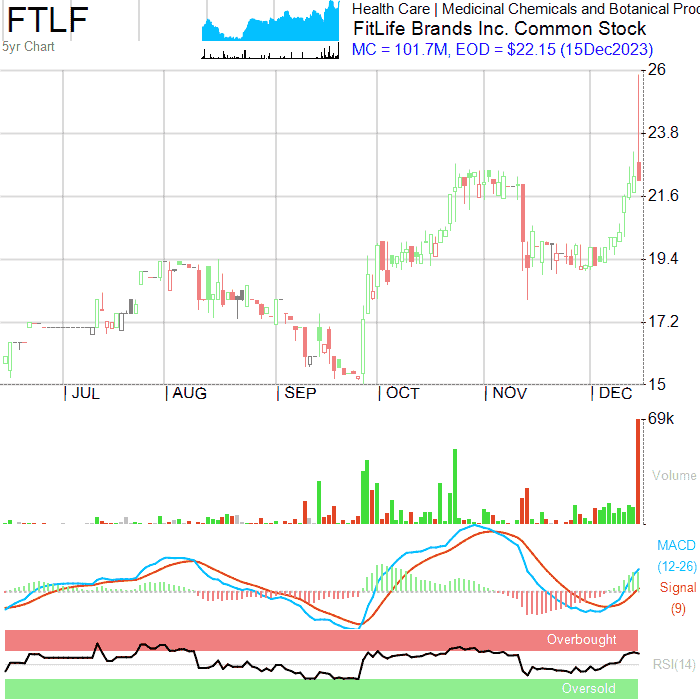 FTLF
5yr Chart
Health Care | Medicinal Chemicals and Botanical Proc
FitLife Brands Inc. Common Stock
MC = 101.7M, EOD = $22.15 (15Dec2023)
26
23.8
21.6
19.4
17.2
15
| JUL | AUG | SEP | OCT | NOV | DEC
69k
Volume
MACD
(12-26)
Signal
(9)
Overbought
RSI(14)
Oversold